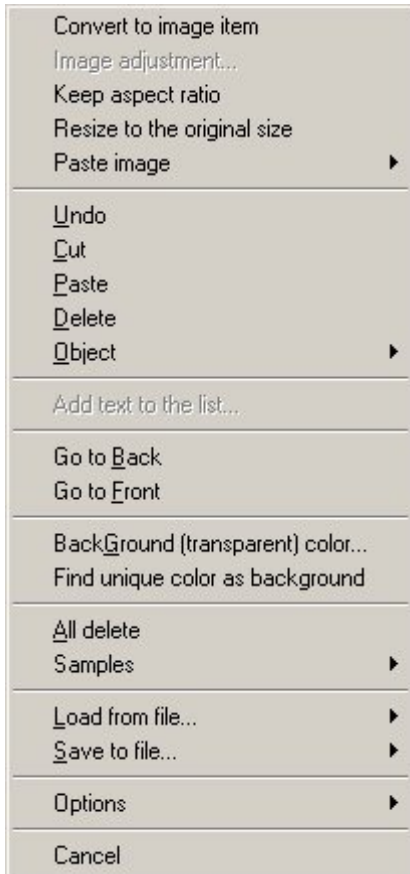 Convert to image item
Image adjustment...
Keep aspect ratio
Resize to the original size
Paste image
Undo
Cut
Paste
Delete
Object
Add text to the list...
Go to Back
Go to Front
BackGround (transparent) color...
Find unique color as background
All delete
Samples
Load from file...
Save to file...
Options
Cancel